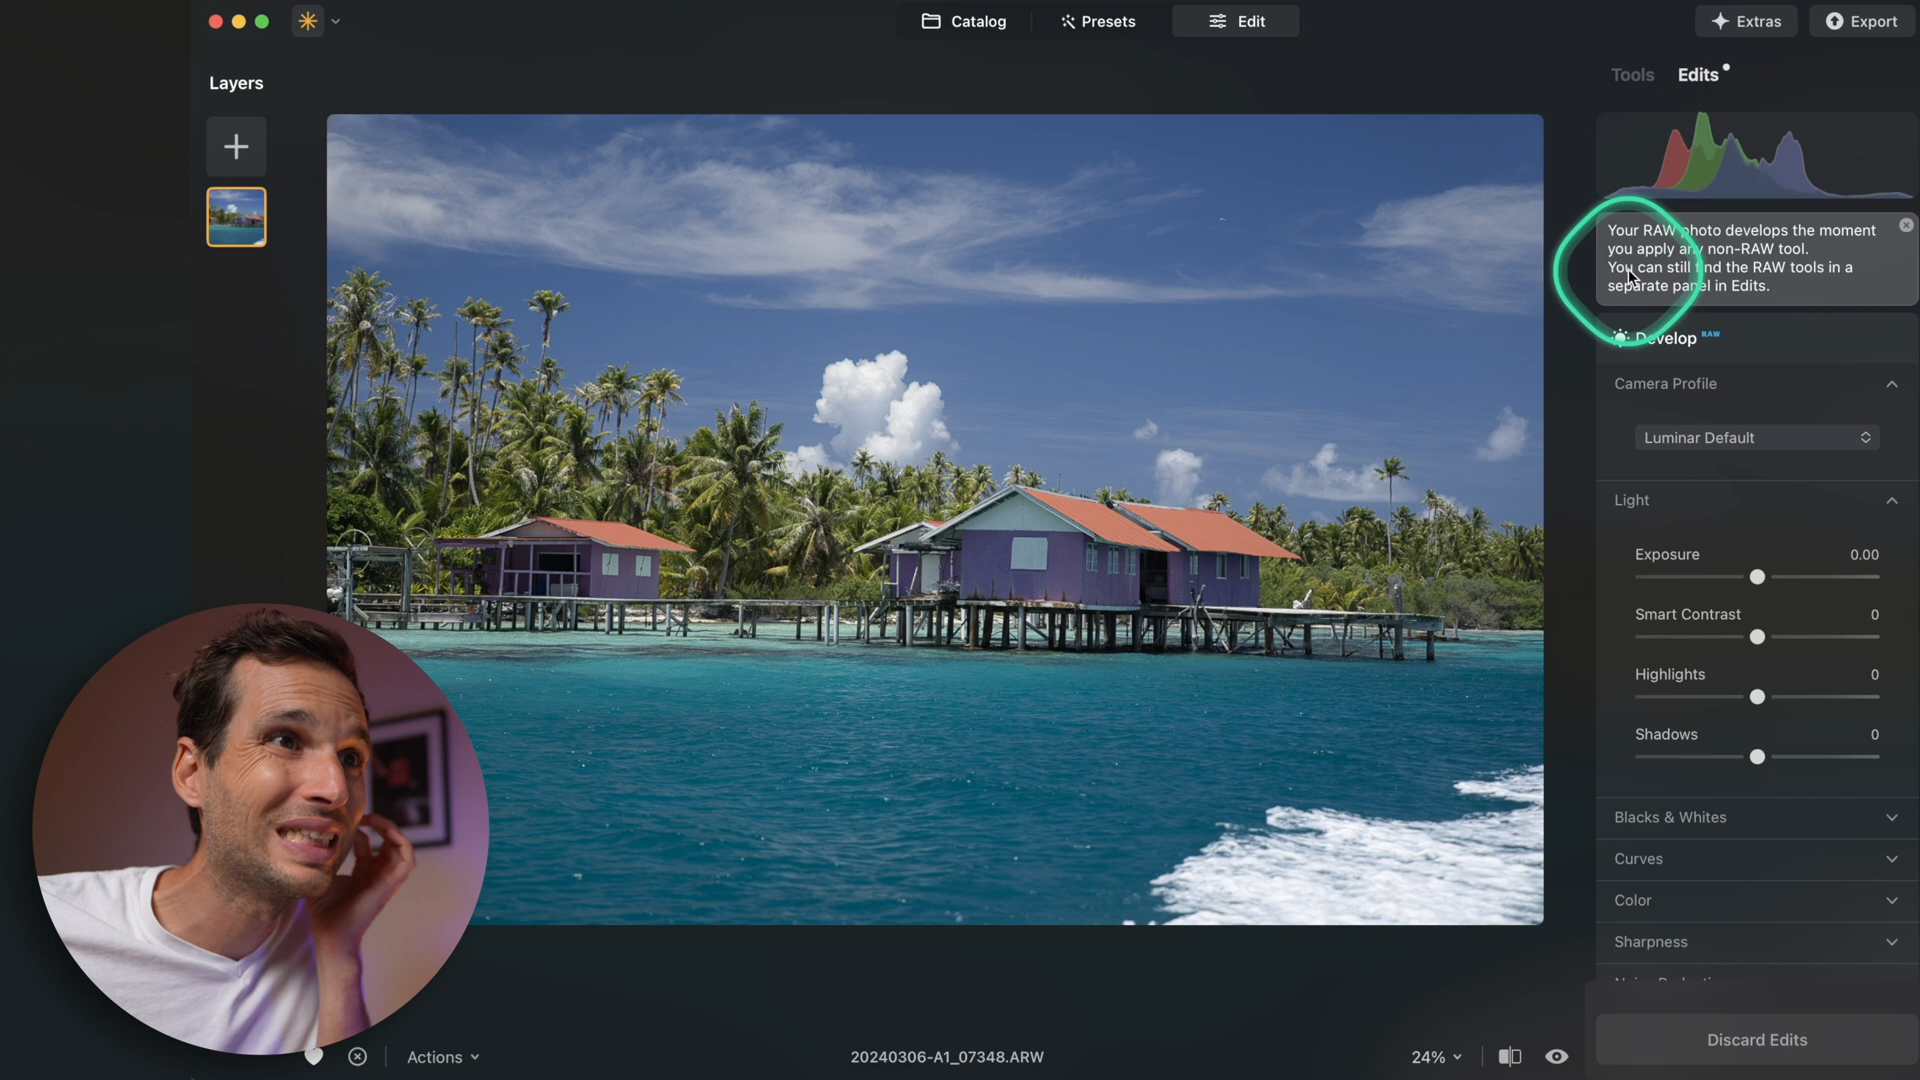 Catalog
Presets
Edit
Extras
Export
Layers
Tools
Edits
Your RAW photo develops the moment
you apply any non-RAW tool.
You can still find the RAW tools in a
separate panel in Edits.
Develop RAW
Camera Profile
Luminar Default
Light
Exposure 0.00
Smart Contrast 0
Highlights 0
Shadows 0
Blacks & Whites
Curves
Color
Sharpness
Discard Edits
Actions
20240306-A1_07348.ARW
24%